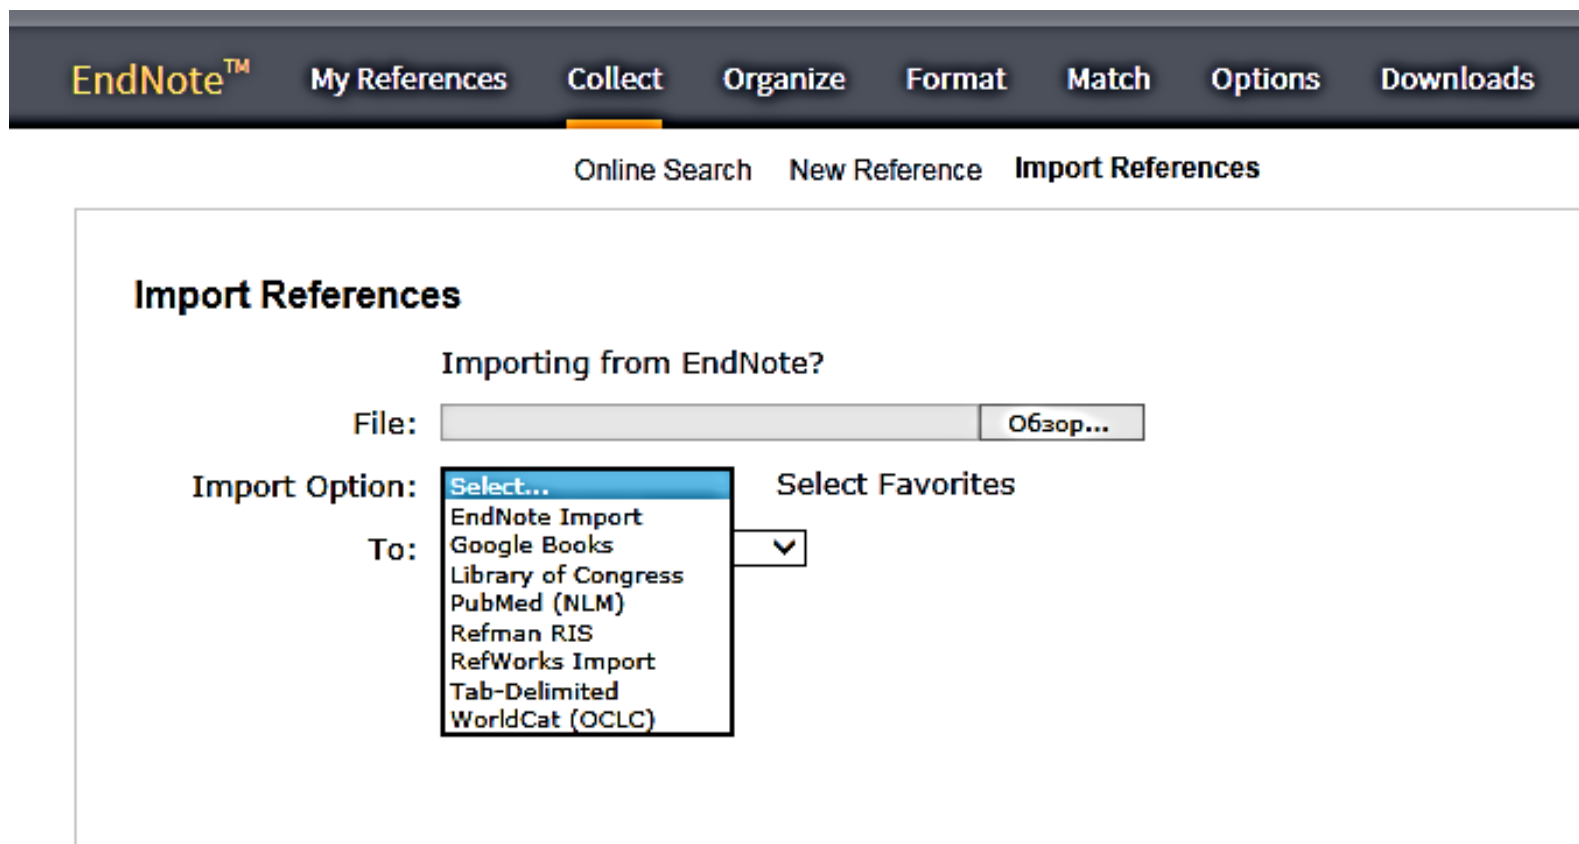 EndNote™ My References Collect Organize Format Match Options Downloads
Online Search New Reference Import References
Import References
Importing from EndNote?
File: Обзор...
Import Option: Select... Select Favorites
EndNote Import
To: Google Books
Library of Congress
PubMed (NLM)
Refman RIS
RefWorks Import
Tab-Delimited
WorldCat (OCLC)